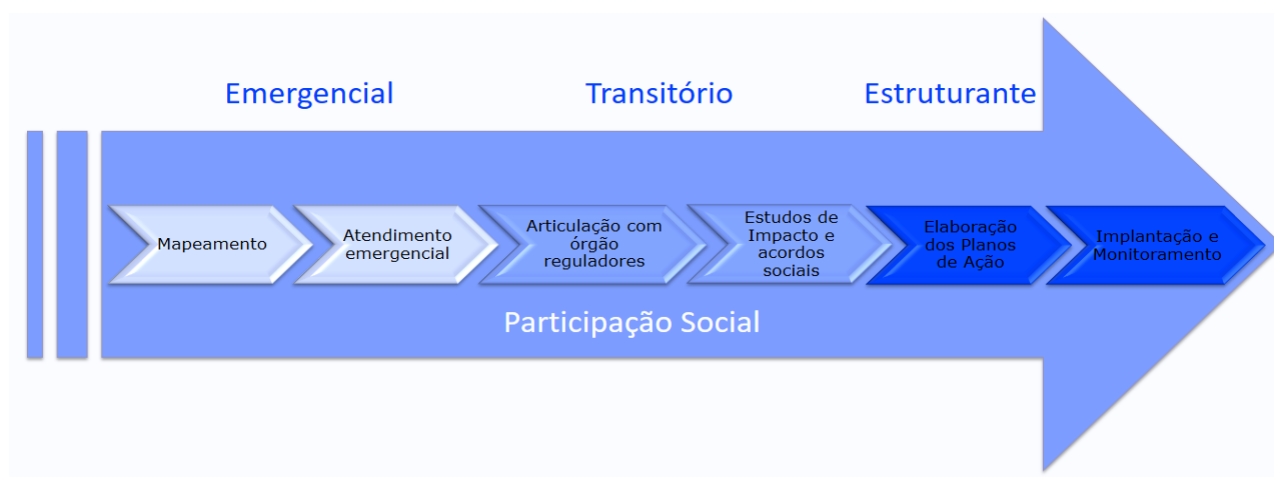 Emergencial
Transitório
Estruturante
Mapeamento
Atendimento
emergencial
Articulação com
órgão
reguladores
Estudos de
Impacto e
acordos
sociais
Elaboração
dos Planos
de Ação
Implantação e
Monitoramento
Participação Social